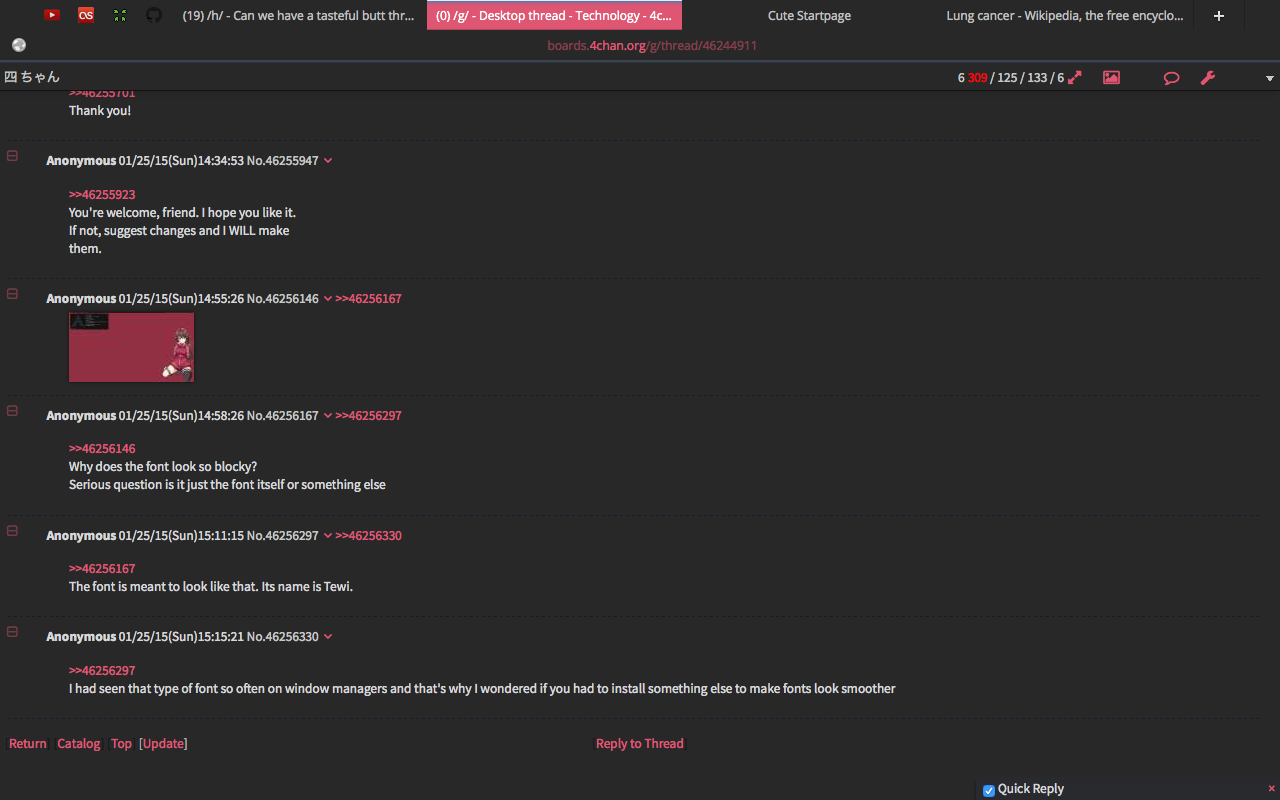 (19) /h/ - Can we have a tasteful butt thr...
(0) /g/ - Desktop thread - Technology - 4c...
Cute Startpage
Lung cancer - Wikipedia, the free encyclo...
+
boards.4chan.org/g/thread/46244911
四 ちゃん
6 309 / 125 / 133 / 6
>>46255701
Thank you!
Anonymous 01/25/15(Sun)14:34:53 No.46255947
>>46255923
You're welcome, friend. I hope you like it.
If not, suggest changes and I WILL make
them.
Anonymous 01/25/15(Sun)14:55:26 No.46256146 >>46256167
Anonymous 01/25/15(Sun)14:58:26 No.46256167 >>46256297
>>46256146
Why does the font look so blocky?
Serious question is it just the font itself or something else
Anonymous 01/25/15(Sun)15:11:15 No.46256297 >>46256330
>>46256167
The font is meant to look like that. Its name is Tewi.
Anonymous 01/25/15(Sun)15:15:21 No.46256330
>>46256297
I had seen that type of font so often on window managers and that's why I wondered if you had to install something else to make fonts look smoother
Return Catalog Top [Update]
Reply to Thread
Quick Reply
×